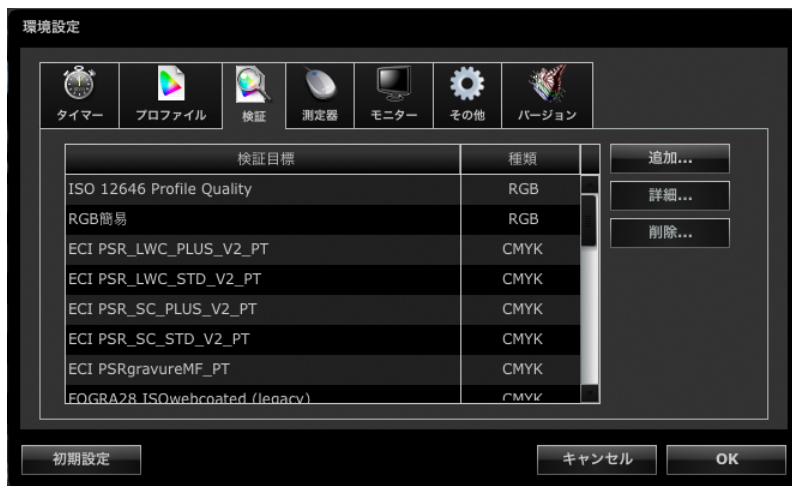 環境設定
タイマー プロファイル 検証 測定器 モニター その他 バージョン
検証目標 種類
追加...
ISO 12646 Profile Quality RGB
詳細...
RGB簡易 RGB
削除...
ECI PSR_LWC_PLUS_V2_PT CMYK
ECI PSR_LWC_STD_V2_PT CMYK
ECI PSR_SC_PLUS_V2_PT CMYK
ECI PSR_SC_STD_V2_PT CMYK
ECI PSRgravureMF_PT CMYK
FOGRA28 ISOwebcoated (legacy) CMYK
初期設定 キャンセル OK